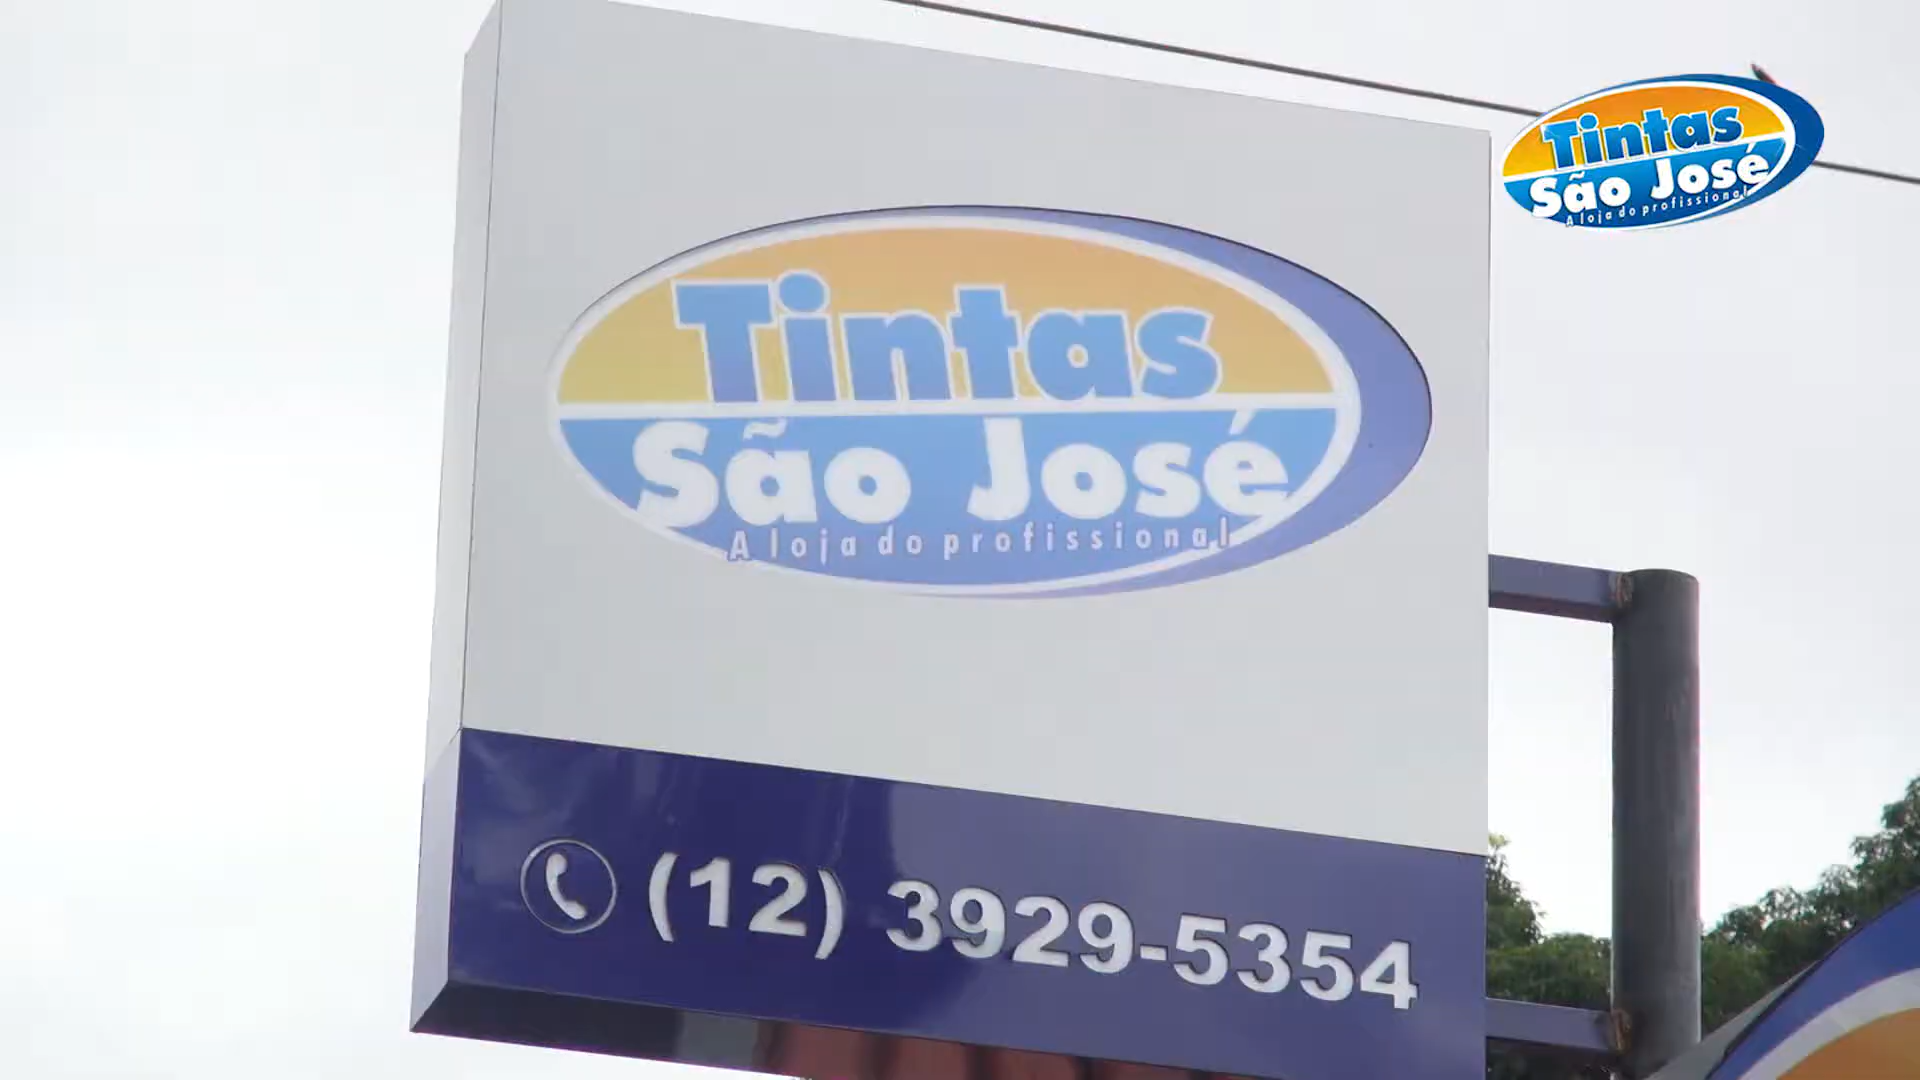 Tintas
São José
A loja do profissional
Tintas
São José
A loja do profissional
(12) 3929-5354